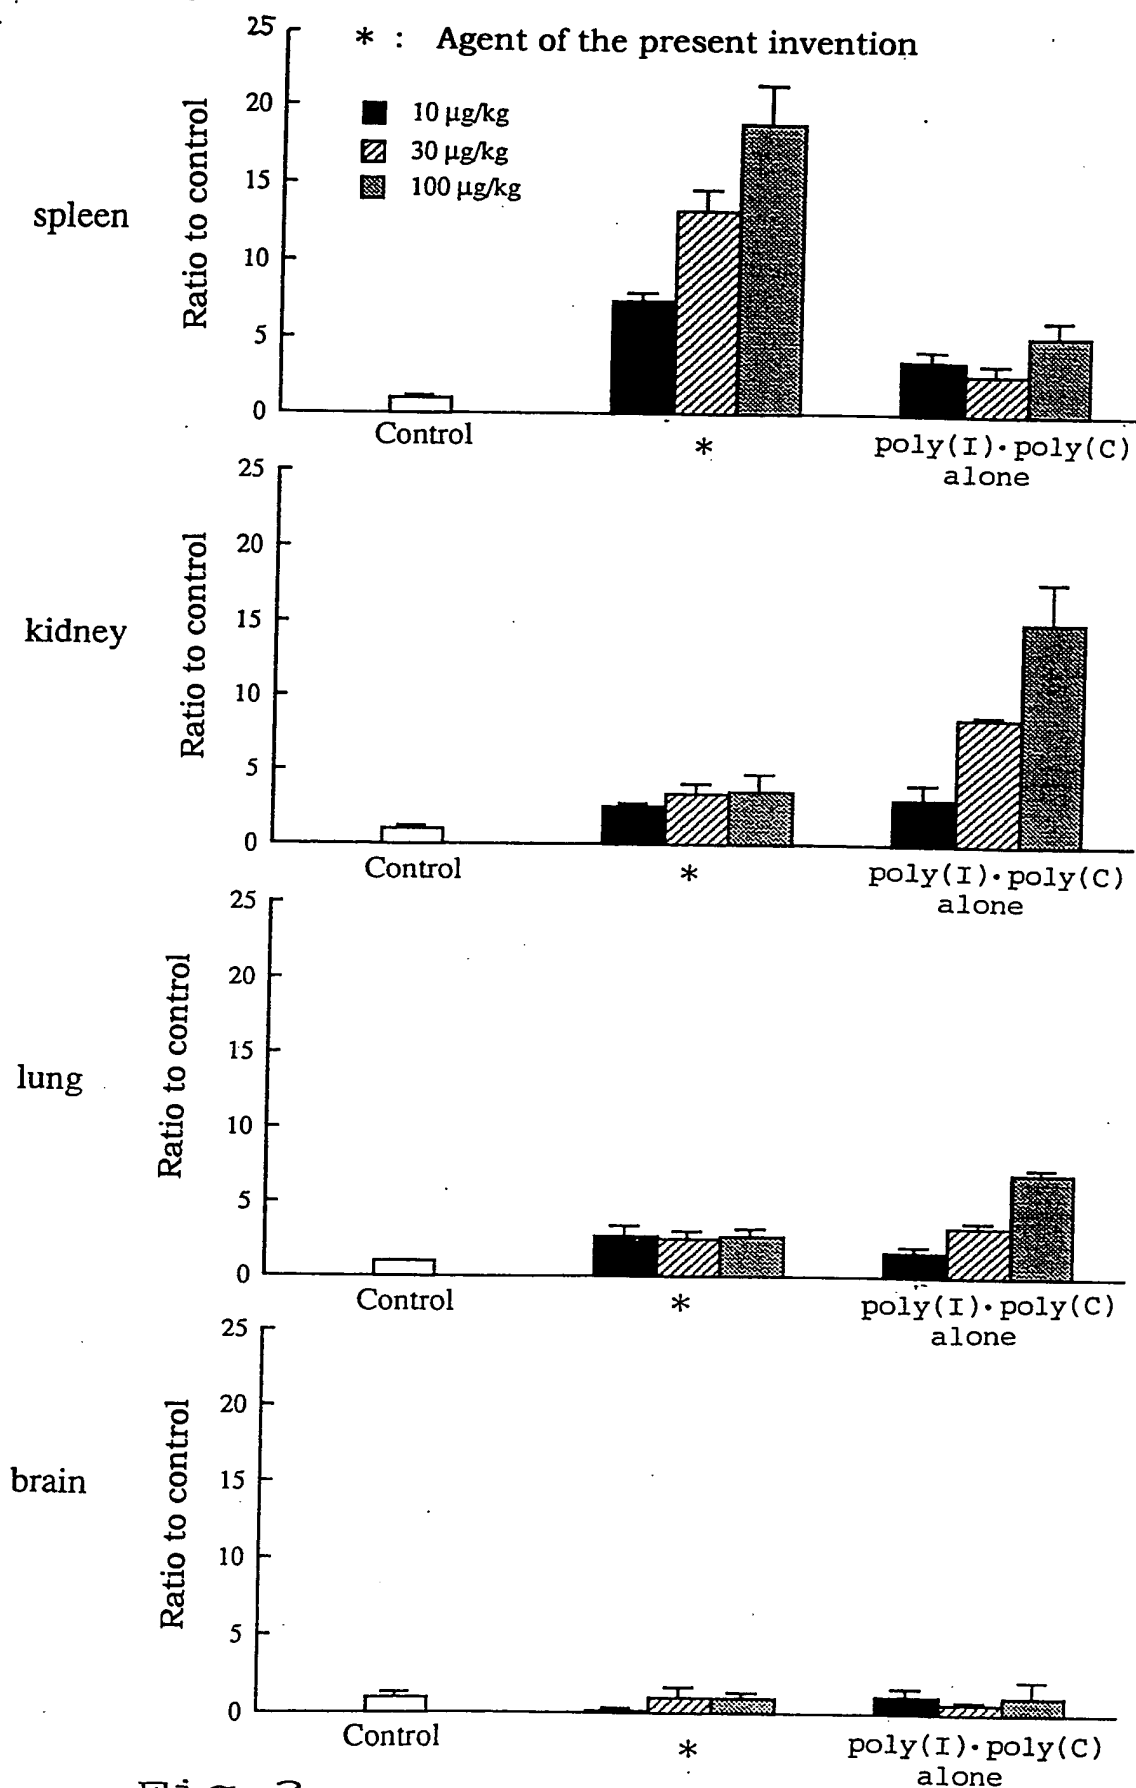 25
* : Agent of the present invention
20
10 µg/kg
30 µg/kg
15
100 µg/kg
spleen
Ratio to control
10
5
0
Control
*
poly(I)·poly(C)
alone
25
20
15
kidney
Ratio to control
10
5
0
Control
*
poly(I)·poly(C)
alone
25
20
15
lung
Ratio to control
10
5
0
Control
*
poly(I)·poly(C)
alone
25
20
15
brain
Ratio to control
10
5
0
Control
*
poly(I)·poly(C)
alone